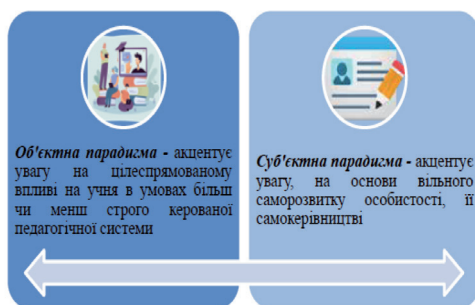 Об'єктна парадигма - акцентує
увагу на цілеспрямованому
впливі на учня в умовах більш
чи менш строго керованої
педагогічної системи
Суб'єктна парадигма - акцентує
увагу, на основи вільного
саморозвитку особистості, її
самокерівництві